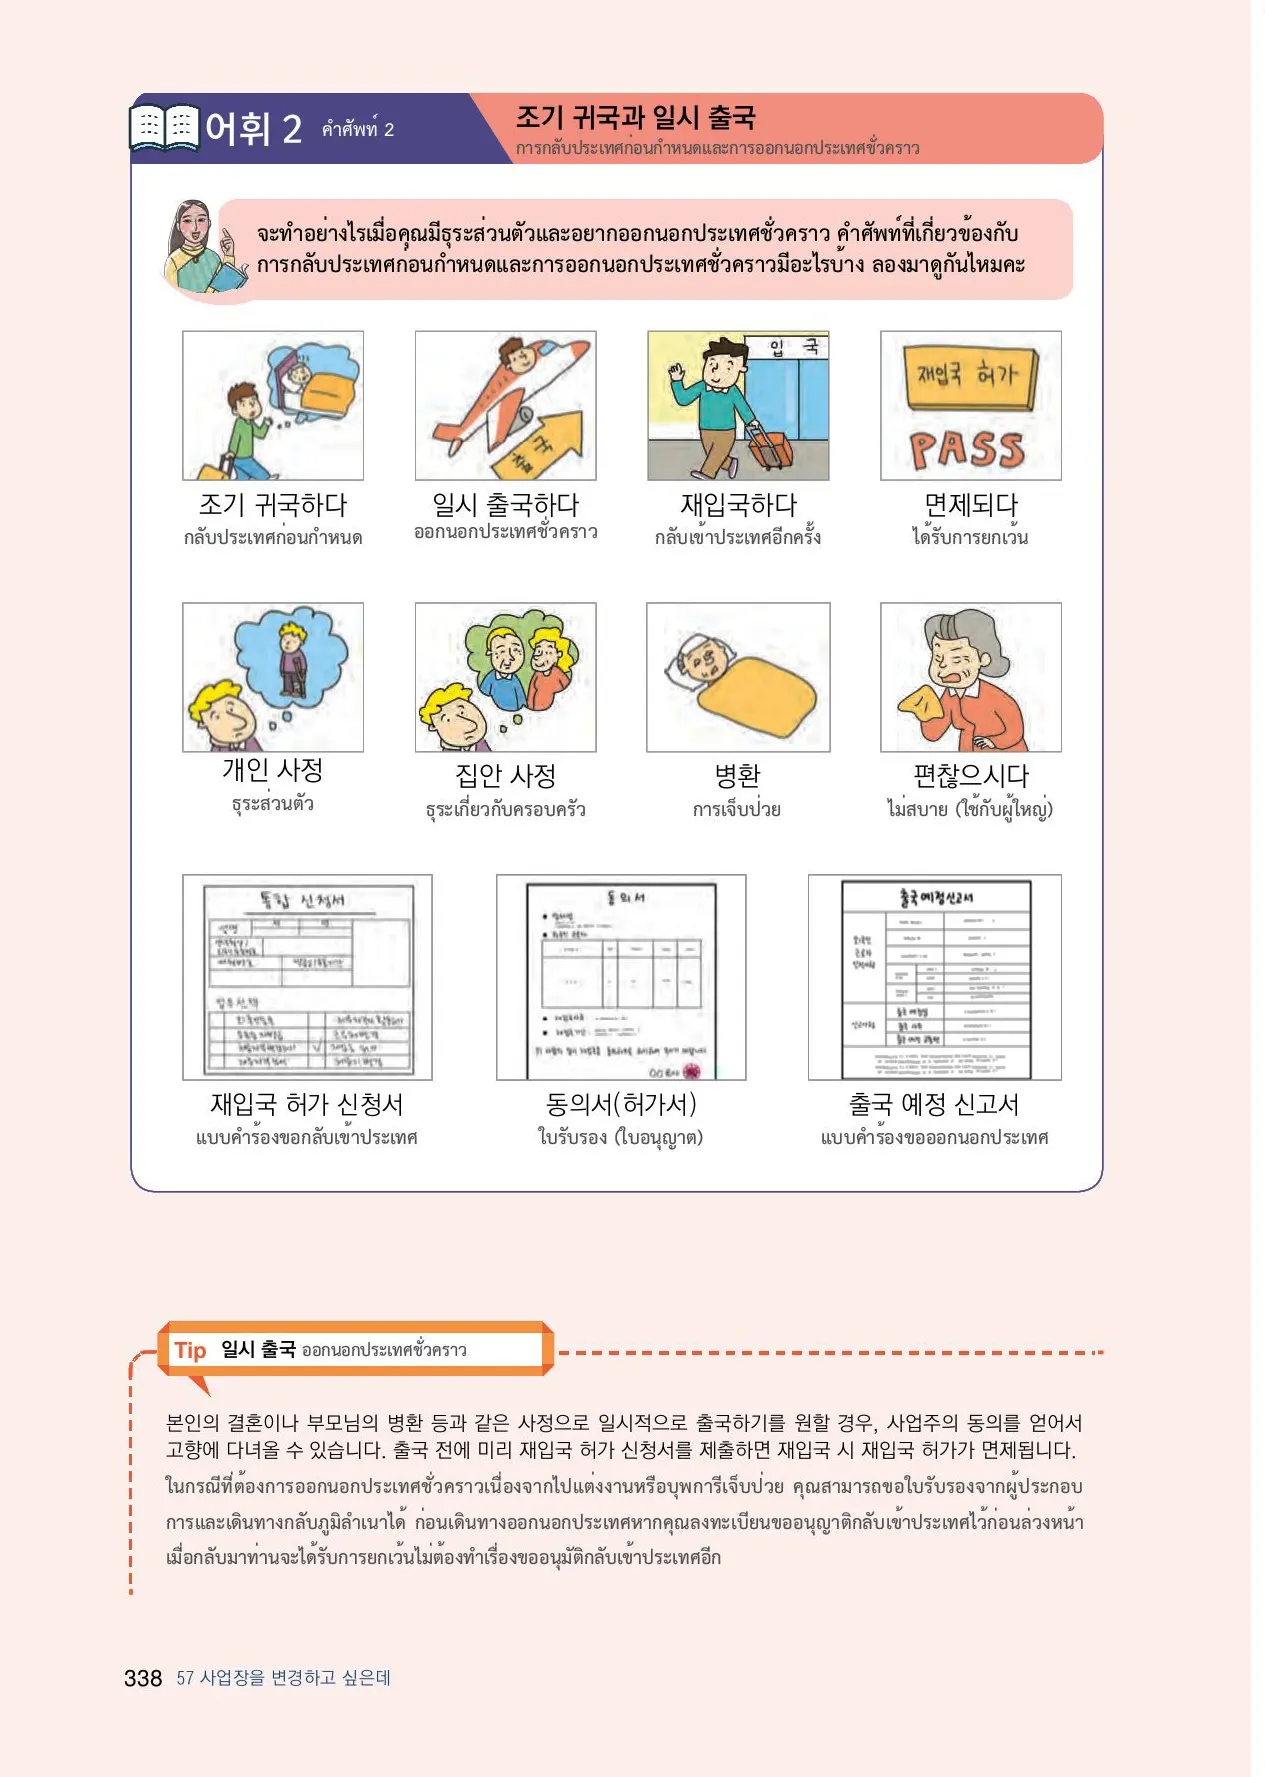 어휘 2 คำศัพท์ 2
조기 귀국과 일시 출국
การกลับประเทศก่อนกำหนดและการออกนอกประเทศชั่วคราว
จะทำอย่างไรเมื่อคุณมีธุระส่วนตัวและอยากออกนอกประเทศชั่วคราว คำศัพท์ที่เกี่ยวข้องกับ
การกลับประเทศก่อนกำหนดและการออกนอกประเทศชั่วคราวมีอะไรบ้าง ลองมาดูกันไหมคะ
출국
입 국
재입국 허가
PASS
조기 귀국하다
กลับประเทศก่อนกำหนด
일시 출국하다
ออกนอกประเทศชั่วคราว
재입국하다
กลับเข้าประเทศอีกครั้ง
면제되다
ได้รับการยกเว้น
개인 사정
ธุระส่วนตัว
집안 사정
ธุระเกี่ยวกับครอบครัว
병환
การเจ็บป่วย
편찮으시다
ไม่สบาย (ใช้กับผู้ใหญ่)
통합 신청서
성명
업무선택
동의서
출국예정신고서
외국인
근로자
인적사항
신고사항
출국 예정일
출국 사유
재입국 허가 신청서
แบบคำร้องขอกลับเข้าประเทศ
동의서(허가서)
ใบรับรอง (ใบอนุญาต)
출국 예정 신고서
แบบคำร้องขอออกนอกประเทศ
Tip 일시 출국 ออกนอกประเทศชั่วคราว
본인의 결혼이나 부모님의 병환 등과 같은 사정으로 일시적으로 출국하기를 원할 경우, 사업주의 동의를 얻어서
고향에 다녀올 수 있습니다. 출국 전에 미리 재입국 허가 신청서를 제출하면 재입국 시 재입국 허가가 면제됩니다.
ในกรณีที่ต้องการออกนอกประเทศชั่วคราวเนื่องจากไปแต่งงานหรือบุพการีเจ็บป่วย คุณสามารถขอใบรับรองจากผู้ประกอบ
การและเดินทางกลับภูมิลำเนาได้ ก่อนเดินทางออกนอกประเทศหากคุณลงทะเบียนขออนุญาติกลับเข้าประเทศไว้ก่อนล่วงหน้า
เมื่อกลับมาท่านจะได้รับการยกเว้นไม่ต้องทำเรื่องขออนุมัติกลับเข้าประเทศอีก
338 57 사업장을 변경하고 싶은데